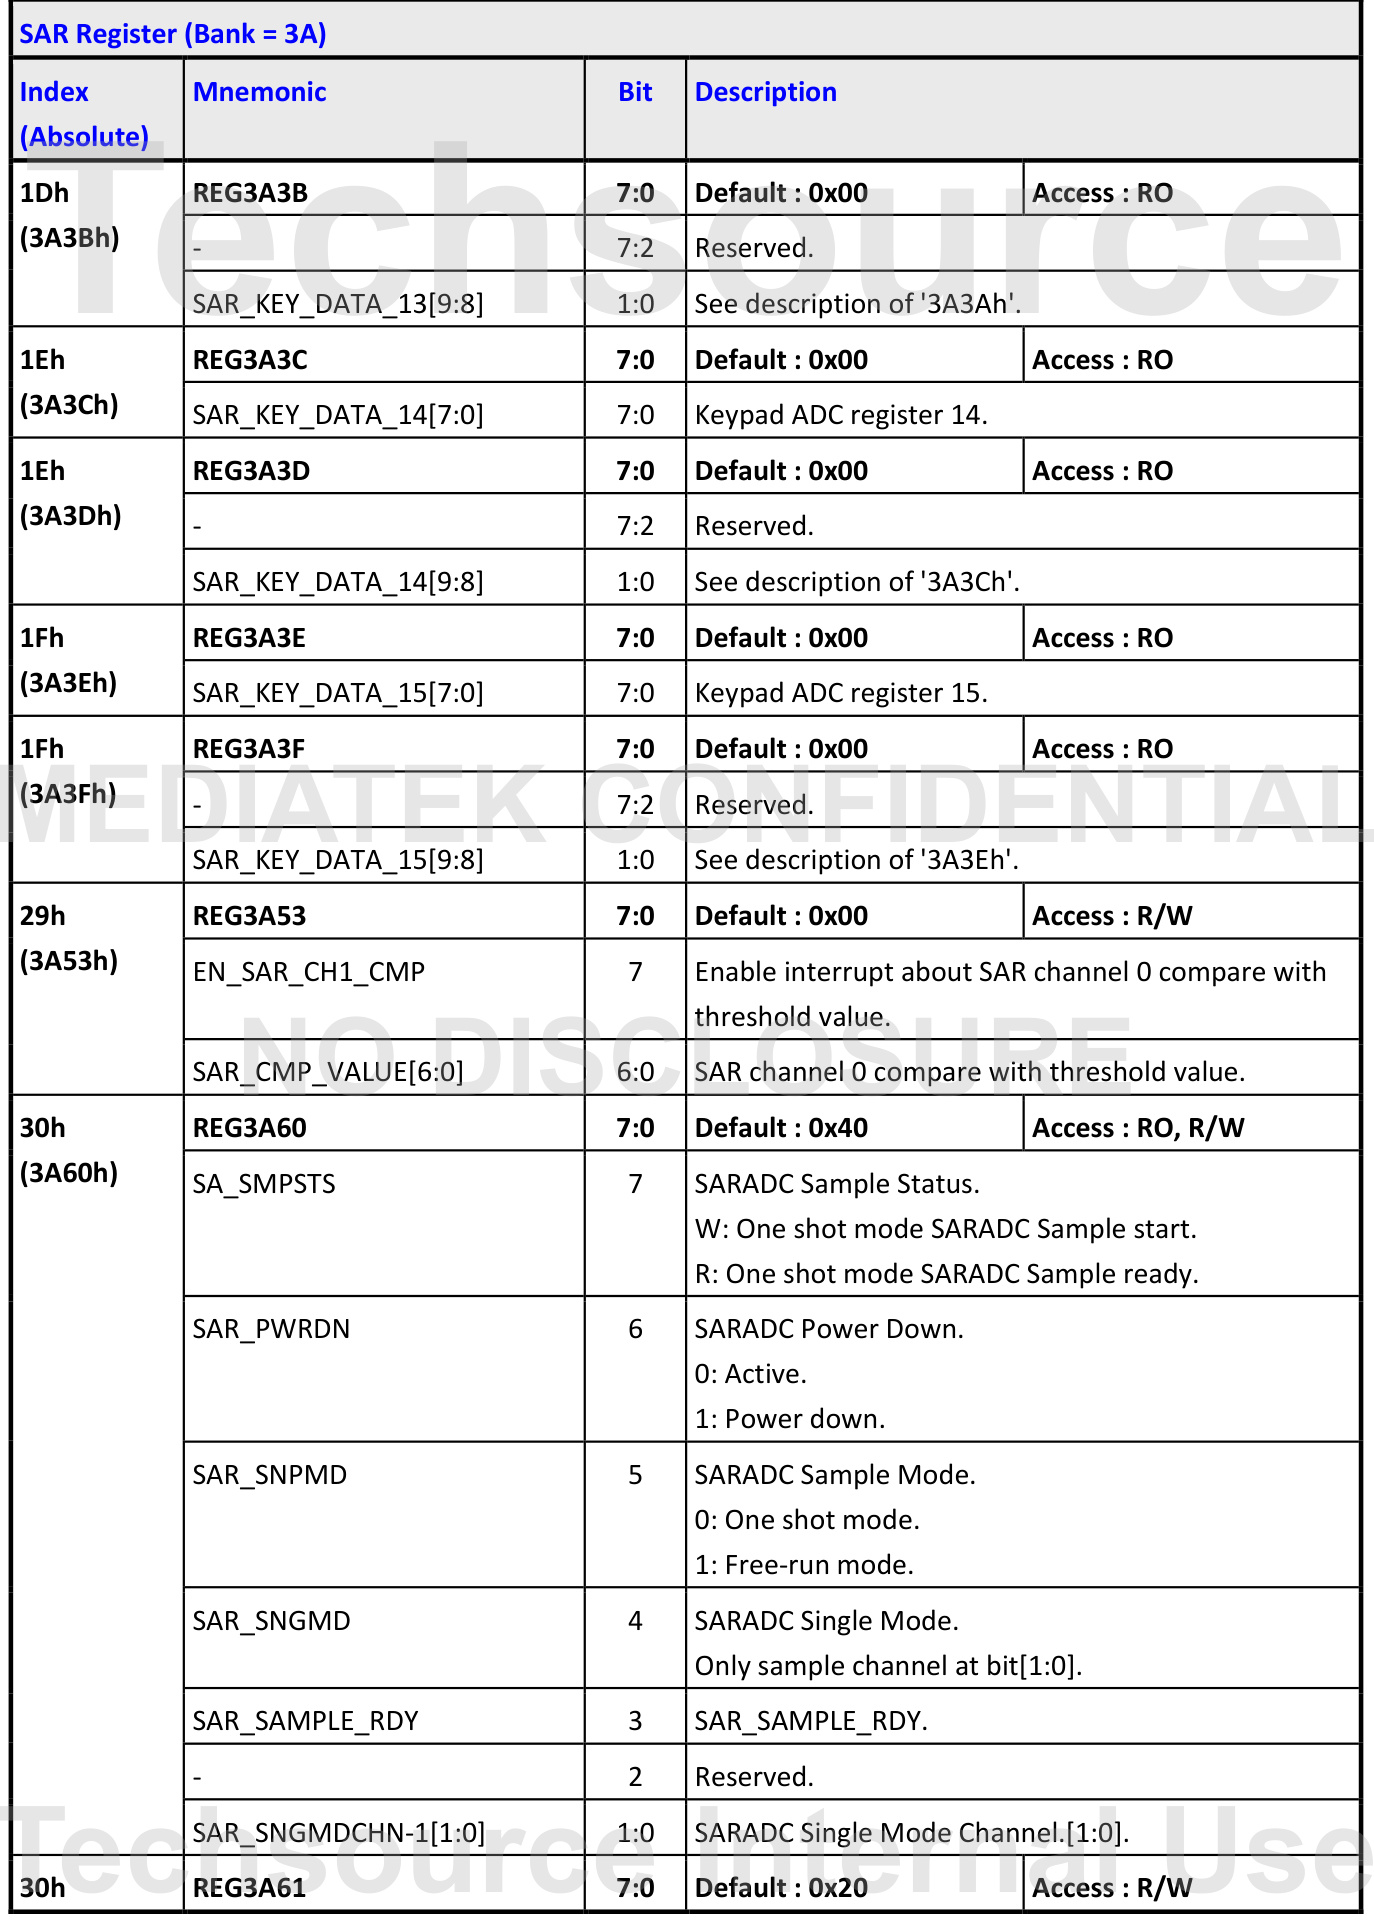 SAR Register (Bank = 3A)
Index (Absolute) Mnemonic Bit Description
1Dh (3A3Bh) REG3A3B 7:0 Default : 0x00 Access : RO
- 7:2 Reserved.
SAR_KEY_DATA_13[9:8] 1:0 See description of '3A3Ah'.
1Eh (3A3Ch) REG3A3C 7:0 Default : 0x00 Access : RO
SAR_KEY_DATA_14[7:0] 7:0 Keypad ADC register 14.
1Eh (3A3Dh) REG3A3D 7:0 Default : 0x00 Access : RO
- 7:2 Reserved.
SAR_KEY_DATA_14[9:8] 1:0 See description of '3A3Ch'.
1Fh (3A3Eh) REG3A3E 7:0 Default : 0x00 Access : RO
SAR_KEY_DATA_15[7:0] 7:0 Keypad ADC register 15.
1Fh (3A3Fh) REG3A3F 7:0 Default : 0x00 Access : RO
- 7:2 Reserved.
SAR_KEY_DATA_15[9:8] 1:0 See description of '3A3Eh'.
29h (3A53h) REG3A53 7:0 Default : 0x00 Access : R/W
EN_SAR_CH1_CMP 7 Enable interrupt about SAR channel 0 compare with
threshold value.
SAR_CMP_VALUE[6:0] 6:0 SAR channel 0 compare with threshold value.
30h (3A60h) REG3A60 7:0 Default : 0x40 Access : RO, R/W
SA_SMPSTS 7 SARADC Sample Status.
W: One shot mode SARADC Sample start.
R: One shot mode SARADC Sample ready.
SAR_PWRDN 6 SARADC Power Down.
0: Active.
1: Power down.
SAR_SNPMD 5 SARADC Sample Mode.
0: One shot mode.
1: Free-run mode.
SAR_SNGMD 4 SARADC Single Mode.
Only sample channel at bit[1:0].
SAR_SAMPLE_RDY 3 SAR_SAMPLE_RDY.
- 2 Reserved.
SAR_SNGMDCHN-1[1:0] 1:0 SARADC Single Mode Channel.[1:0].
30h REG3A61 7:0 Default : 0x20 Access : R/W
Techsource
MEDIATEK CONFIDENTIAL
NO DISCLOSURE
Techsource Internal Use